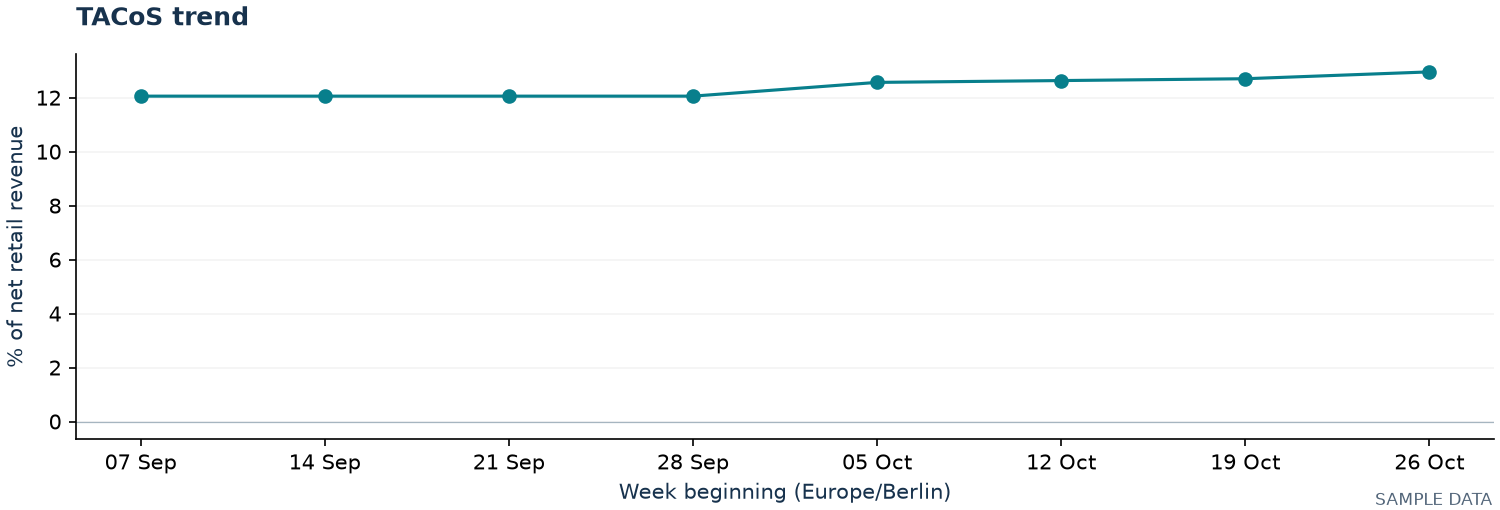 TACoS trend
% of net retail revenue
12
10
8
6
4
2
0
07 Sep 14 Sep 21 Sep 28 Sep 05 Oct 12 Oct 19 Oct 26 Oct
Week beginning (Europe/Berlin)
SAMPLE DATA